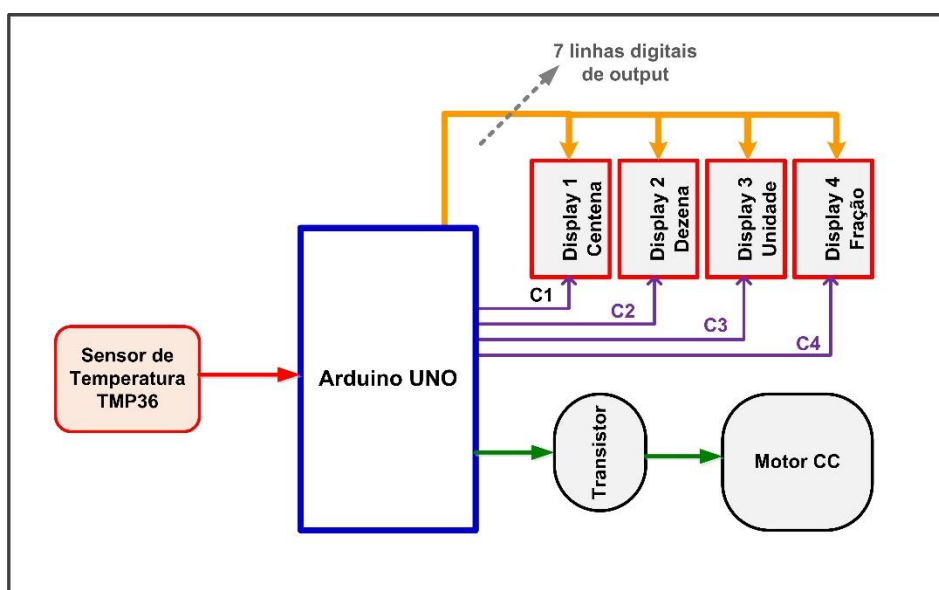 7 linhas digitais
de output
Display 1
Centena
Display 2
Dezena
Display 3
Unidade
Display 4
Fração
C1
C2
C3
C4
Sensor de
Temperatura
TMP36
Arduino UNO
Transistor
Motor CC